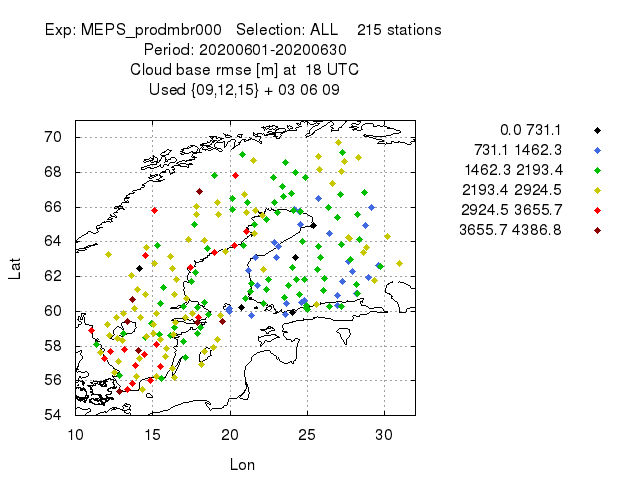 Exp: MEPS_prodmbr000 Selection: ALL 215 stations
Period: 20200601-20200630
Cloud base rmse [m] at 18 UTC
Used {09,12,15} + 03 06 09
0.0 731.1
731.1 1462.3
1462.3 2193.4
2193.4 2924.5
2924.5 3655.7
3655.7 4386.8
70
68
66
64
62
60
58
56
54
Lat
10 15 20 25 30
Lon